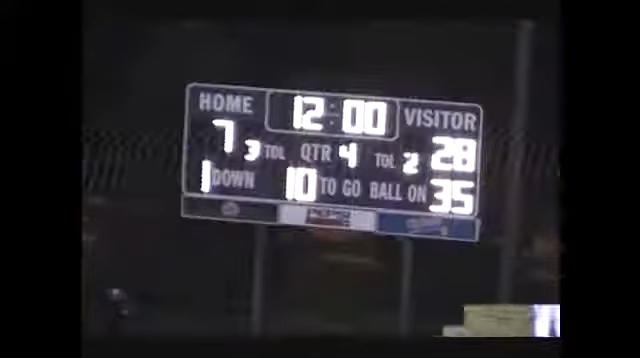 HOME 12:00 VISITOR
7 3 TOL QTR 4 TOL 2 28
1 DOWN 10 TO GO BALL ON 35